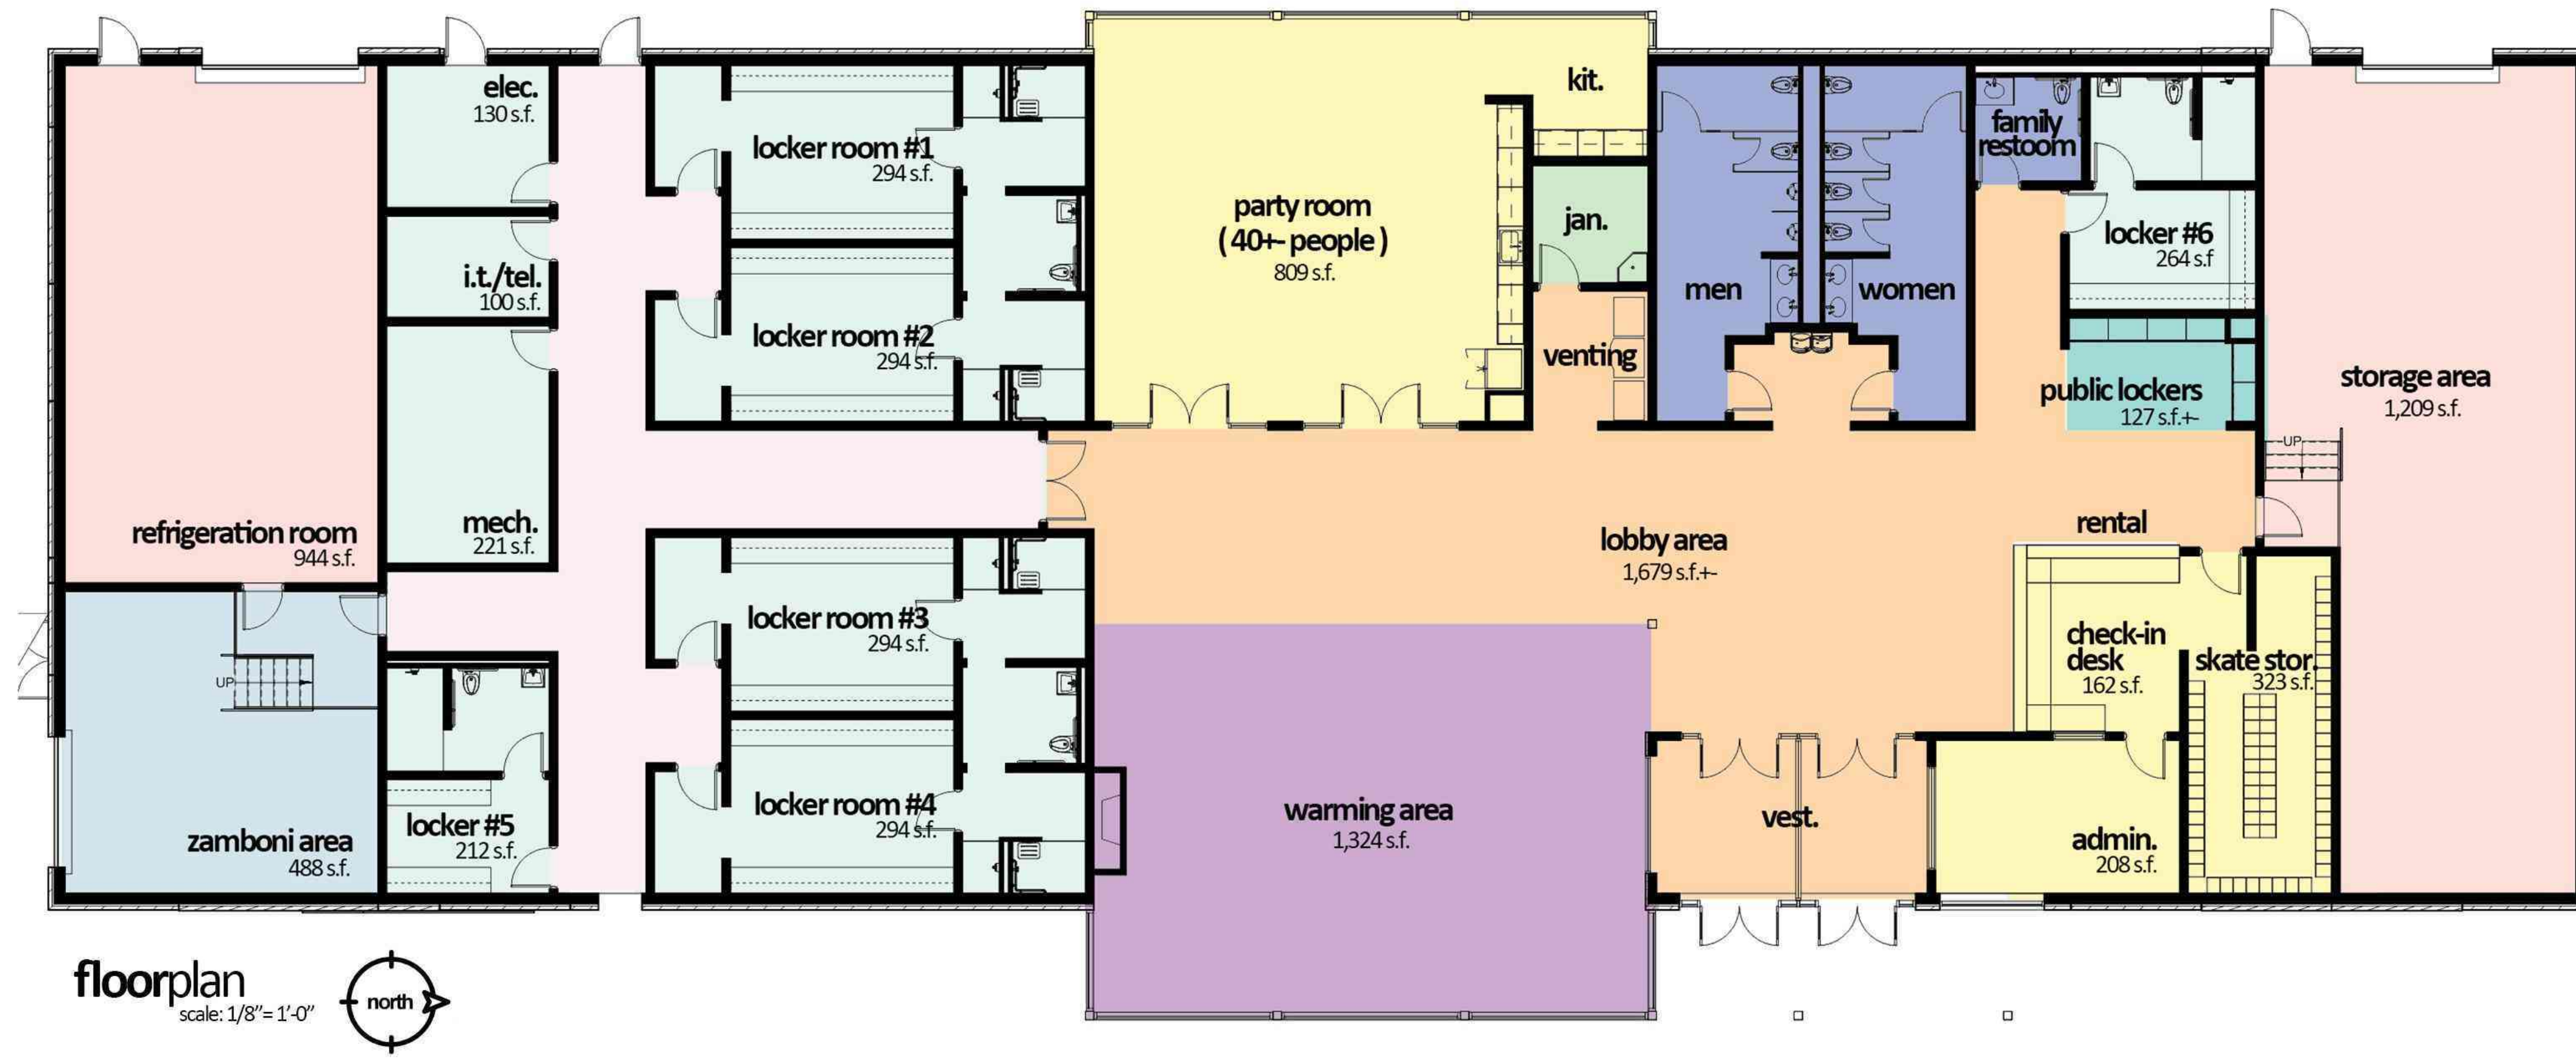 elec.
130 s.f.
i.t./tel.
100 s.f.
mech.
221 s.f.
refrigeration room
944 s.f.
zamboni area
488 s.f.
UP
locker #5
212 s.f.
locker room #1
294 s.f.
locker room #2
294 s.f.
locker room #3
294 s.f.
locker room #4
294 s.f.
party room
( 40+- people )
809 s.f.
kit.
jan.
venting
men
women
family
restoom
locker #6
264 s.f
public lockers
127 s.f.+-
storage area
1,209 s.f.
UP
lobby area
1,679 s.f.+-
rental
check-in
desk
162 s.f.
skate stor.
323 s.f.
warming area
1,324 s.f.
vest.
admin.
208 s.f.
floorplan
scale: 1/8"= 1'-0"
north